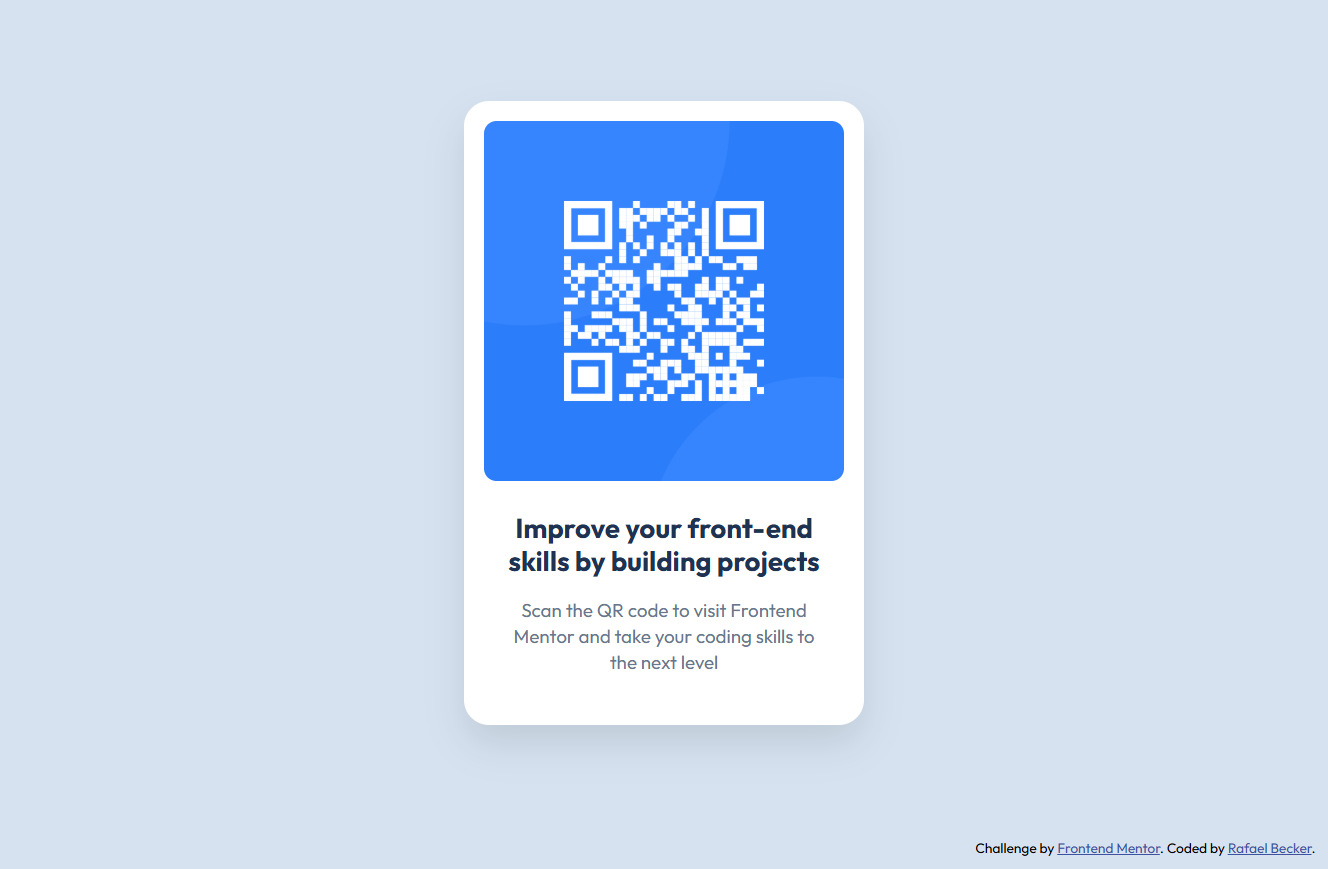 Improve your front-end
skills by building projects
Scan the QR code to visit Frontend
Mentor and take your coding skills to
the next level
Challenge by Frontend Mentor. Coded by Rafael Becker.